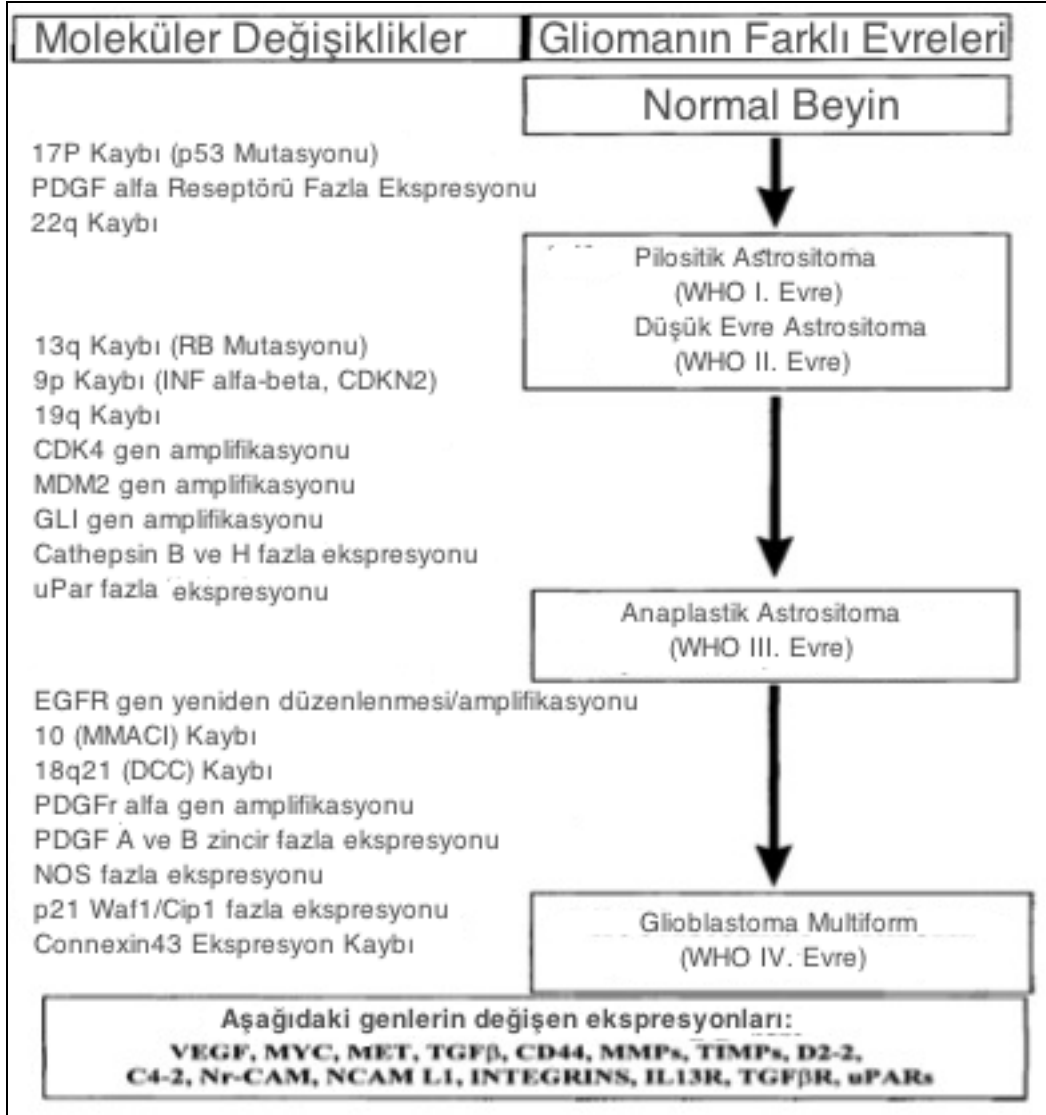 Moleküler Değişiklikler
Gliomanın Farklı Evreleri
Normal Beyin
17P Kaybı (p53 Mutasyonu)
PDGF alfa Reseptörü Fazla Ekspresyonu
22q Kaybı
Pilositik Astrositoma
(WHO I. Evre)
Düşük Evre Astrositoma
(WHO II. Evre)
13q Kaybı (RB Mutasyonu)
9p Kaybı (INF alfa-beta, CDKN2)
19q Kaybı
CDK4 gen amplifikasyonu
MDM2 gen amplifikasyonu
GLI gen amplifikasyonu
Cathepsin B ve H fazla ekspresyonu
uPar fazla ekspresyonu
Anaplastik Astrositoma
(WHO III. Evre)
EGFR gen yeniden düzenlenmesi/amplifikasyonu
10 (MMACI) Kaybı
18q21 (DCC) Kaybı
PDGFr alfa gen amplifikasyonu
PDGF A ve B zincir fazla ekspresyonu
NOS fazla ekspresyonu
p21 Waf1/Cip1 fazla ekspresyonu
Connexin43 Ekspresyon Kaybı
Glioblastoma Multiform
(WHO IV. Evre)
Aşağıdaki genlerin değişen ekspresyonları:
VEGF, MYC, MET, TGFβ, CD44, MMPs, TIMPs, D2-2,
C4-2, Nr-CAM, NCAM L1, INTEGRINS, IL13R, TGFβR, uPARs